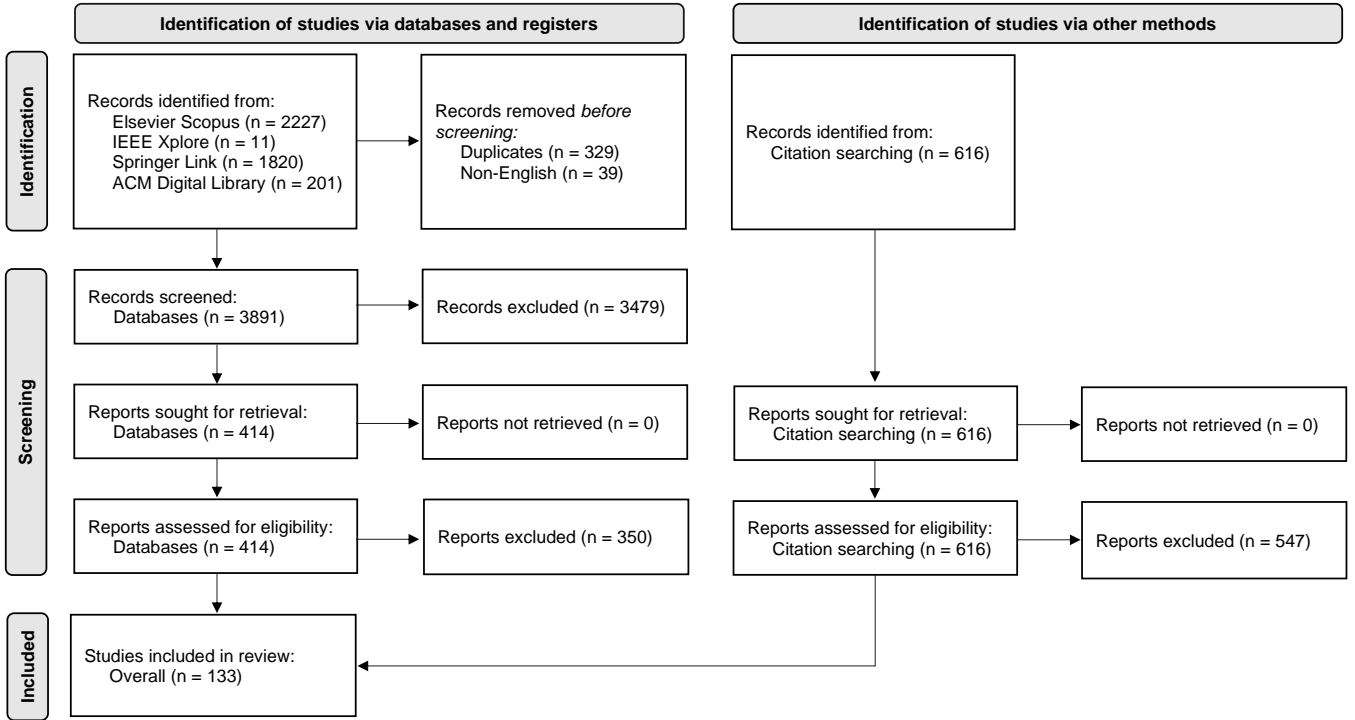 Identification of studies via databases and registers
Identification of studies via other methods
Identification
Records identified from:
Elsevier Scopus (n = 2227)
IEEE Xplore (n = 11)
Springer Link (n = 1820)
ACM Digital Library (n = 201)
Records removed before
screening:
Duplicates (n = 329)
Non-English (n = 39)
Records identified from:
Citation searching (n = 616)
Screening
Records screened:
Databases (n = 3891)
Records excluded (n = 3479)
Reports sought for retrieval:
Databases (n = 414)
Reports not retrieved (n = 0)
Reports sought for retrieval:
Citation searching (n = 616)
Reports not retrieved (n = 0)
Reports assessed for eligibility:
Databases (n = 414)
Reports excluded (n = 350)
Reports assessed for eligibility:
Citation searching (n = 616)
Reports excluded (n = 547)
Included
Studies included in review:
Overall (n = 133)